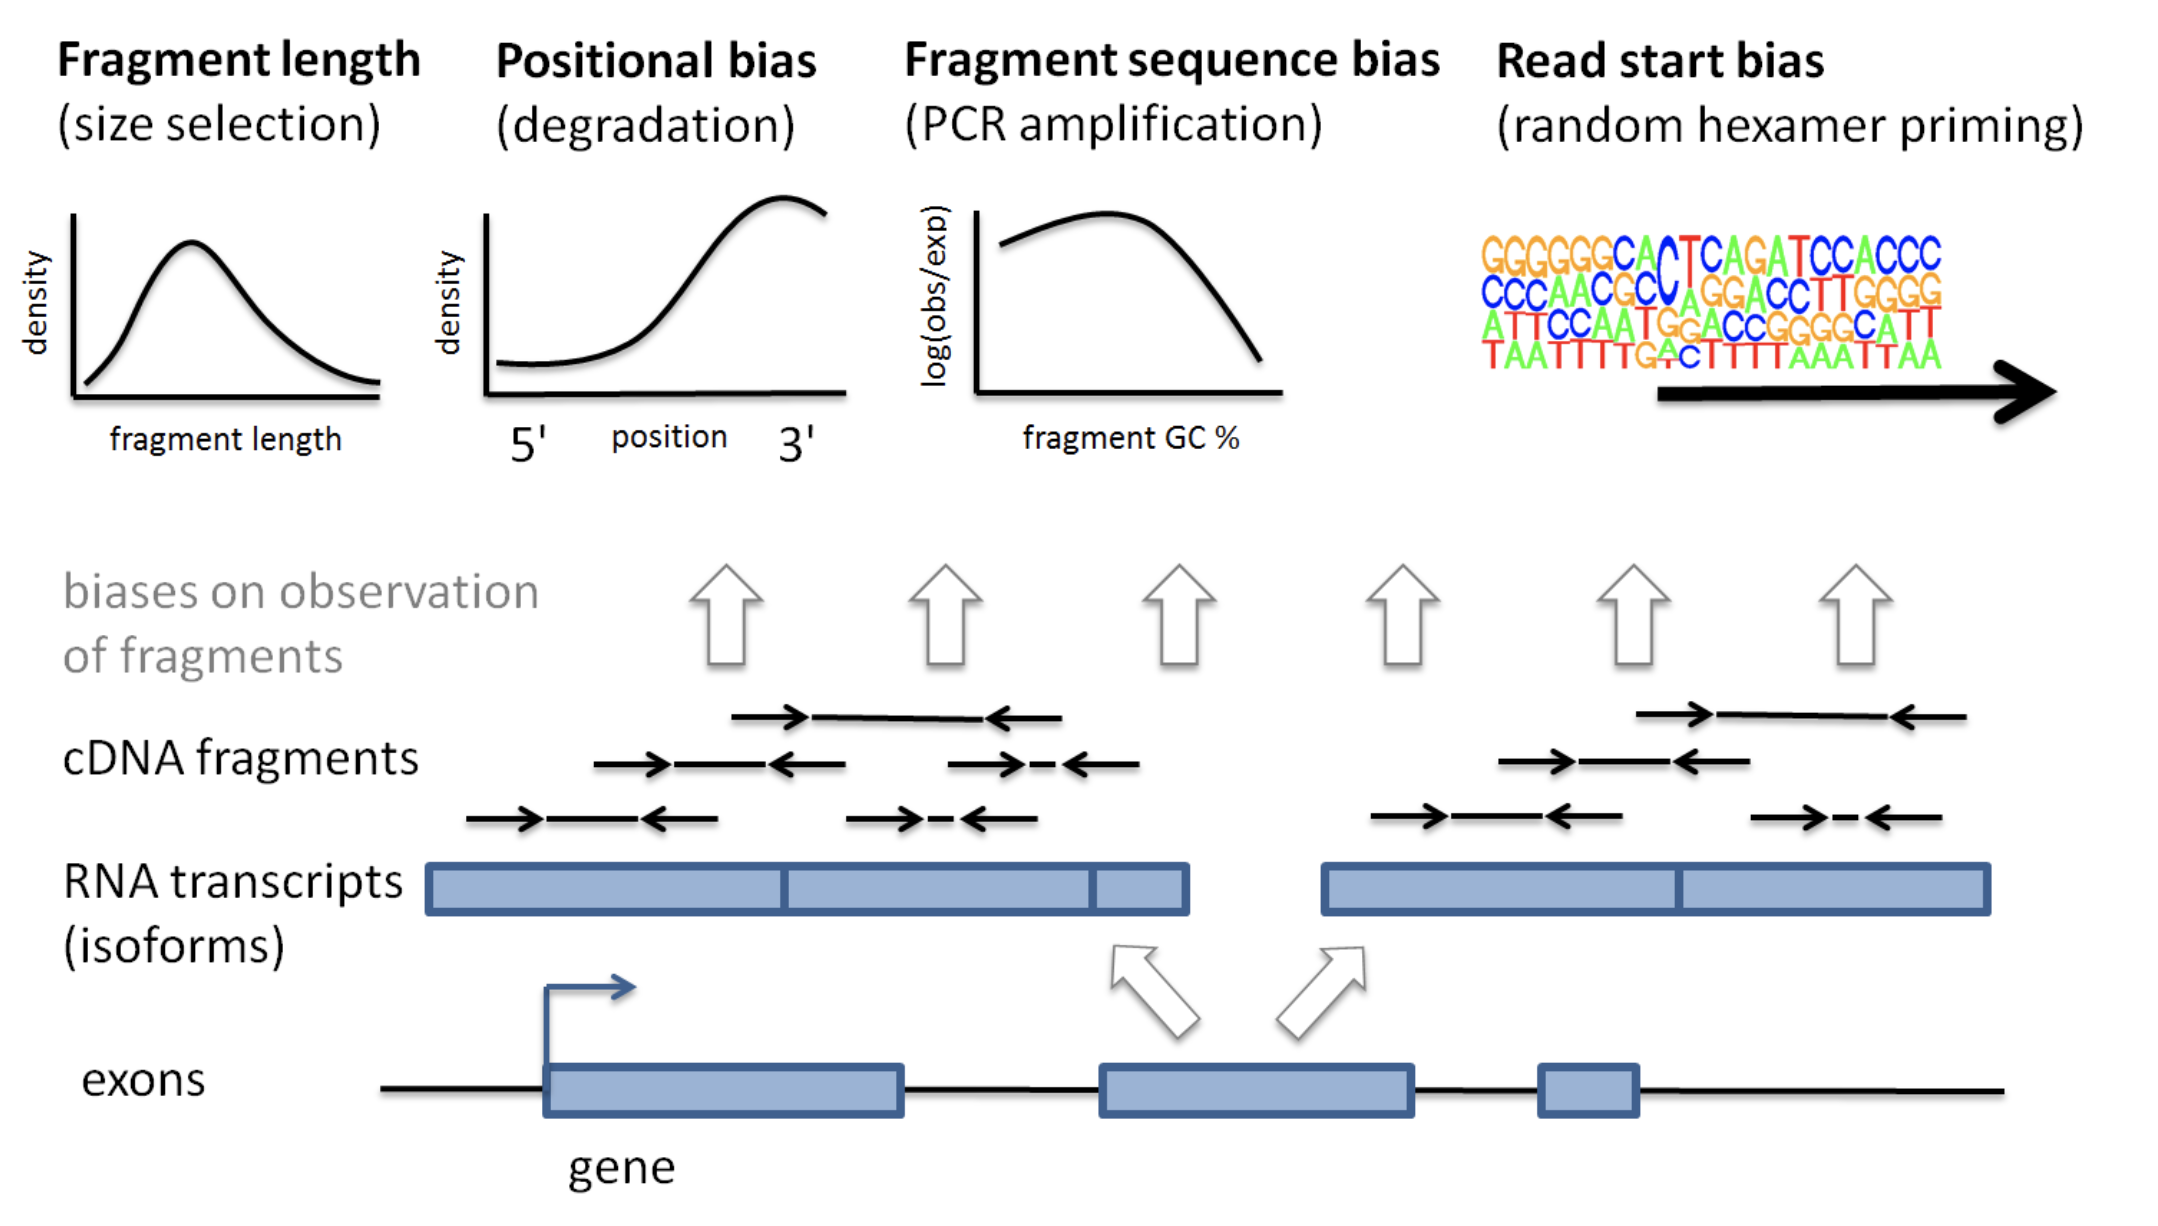 Fragment length
(size selection)
Positional bias
(degradation)
Fragment sequence bias
(PCR amplification)
Read start bias
(random hexamer priming)
density
fragment length
density
5' position 3'
log(obs/exp)
fragment GC %
GGGGGGCACTCAGATCCACCC
CCCAACGCCAGGACCTTGGGG
ATTCCAATGGACCGGGGCATT
TAATTTTGACTTTTAAATTAA
biases on observation
of fragments
cDNA fragments
RNA transcripts
(isoforms)
exons
gene